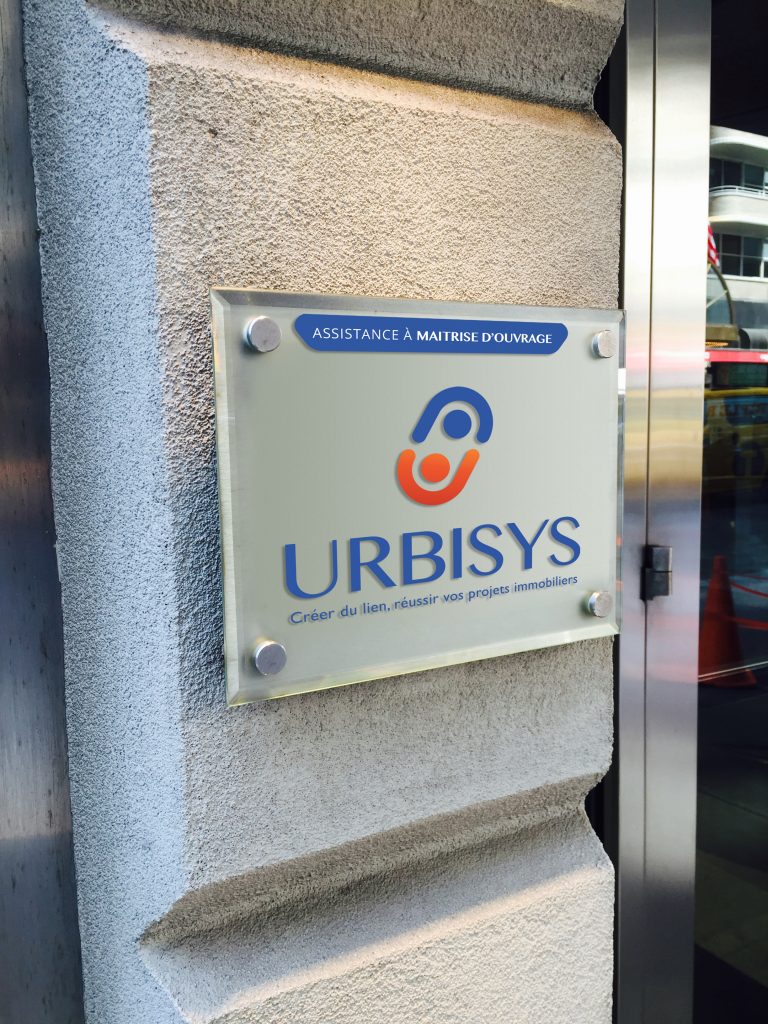 ASSISTANCE À MAITRISE D'OUVRAGE
URBISYS
Créer du lien, réussir vos projets immobiliers